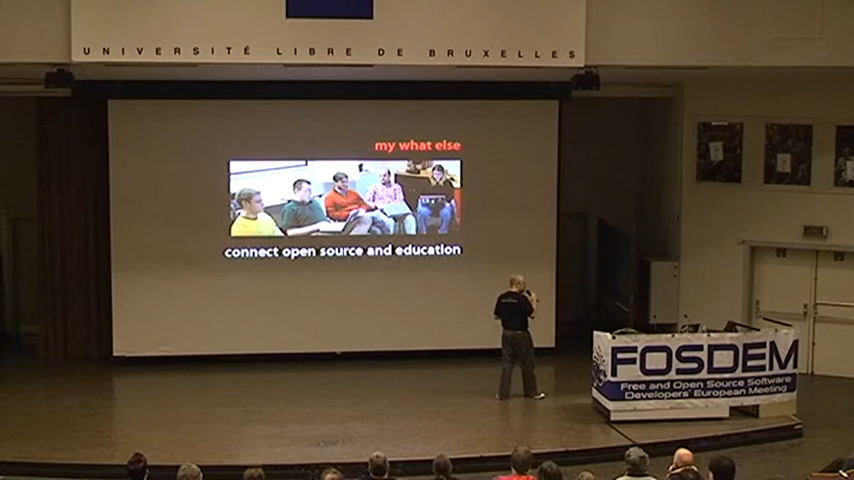 UNIVERSITÉ LIBRE DE BRUXELLES
my what else
connect open source and education
FOSDEM
Free and Open Source Software
Developers' European Meeting